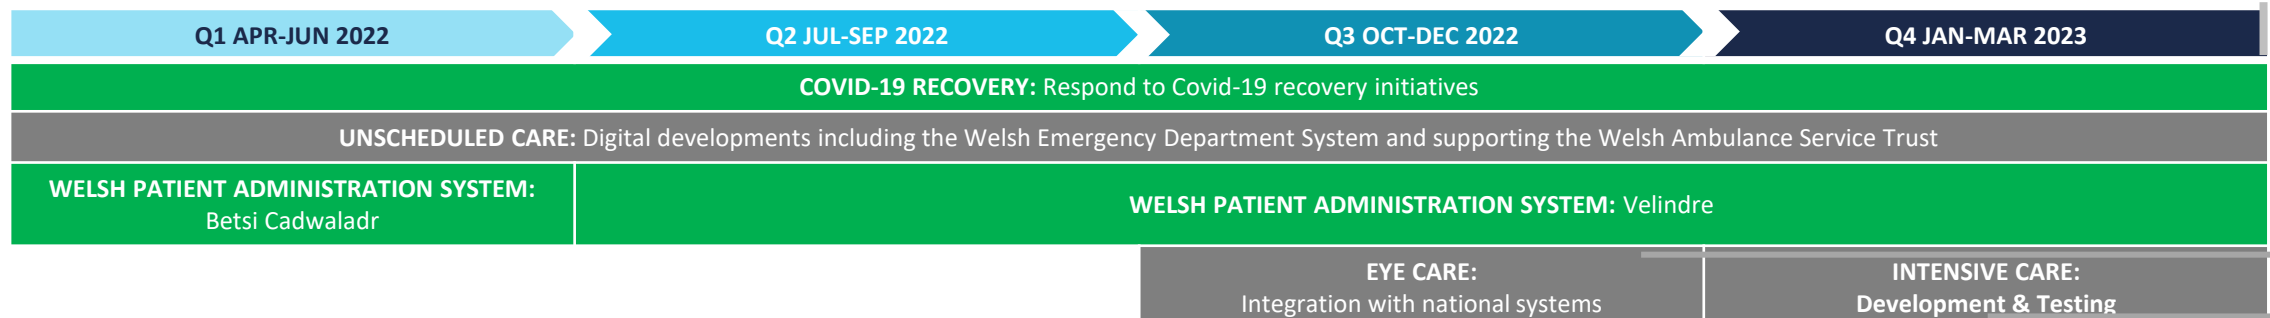 Q1 APR-JUN 2022
Q2 JUL-SEP 2022
Q3 OCT-DEC 2022
Q4 JAN-MAR 2023
COVID-19 RECOVERY: Respond to Covid-19 recovery initiatives
UNSCHEDULED CARE: Digital developments including the Welsh Emergency Department System and supporting the Welsh Ambulance Service Trust
WELSH PATIENT ADMINISTRATION SYSTEM:
Betsi Cadwaladr
WELSH PATIENT ADMINISTRATION SYSTEM: Velindre
EYE CARE:
Integration with national systems
INTENSIVE CARE:
Development & Testing